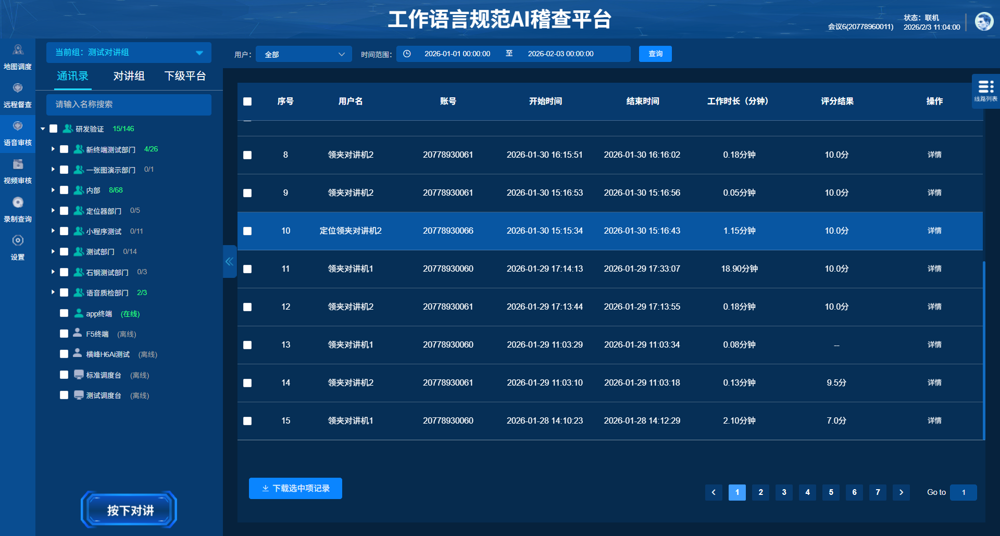 工作语言规范AI稽查平台
会议6(20778960011)
状态：联机
2026/2/3 11:04:00
地图调度
远程督查
语音审核
视频审核
录制查询
设置
当前组：测试对讲组
通讯录 对讲组 下级平台
请输入名称搜索
研发验证 15/146
新终端测试部门 4/26
一张图演示部门 0/1
内部 8/68
定位器部门 0/5
小程序测试 0/11
测试部门 0/14
石钢测试部门 0/3
语音质检部门 2/3
app终端 (在线)
F5终端 (离线)
横峰H6Ai测试 (离线)
标准调度台 (离线)
测试调度台 (离线)
按下对讲
用户： 全部 时间范围： 2026-01-01 00:00:00 至 2026-02-03 00:00:00 查询
线路列表
序号 用户名 账号 开始时间 结束时间 工作时长（分钟） 评分结果 操作
8 领夹对讲机2 20778930061 2026-01-30 16:15:51 2026-01-30 16:16:02 0.18分钟 10.0分 详情
9 领夹对讲机2 20778930061 2026-01-30 15:16:53 2026-01-30 15:16:56 0.05分钟 10.0分 详情
10 定位领夹对讲机2 20778930066 2026-01-30 15:15:34 2026-01-30 15:16:43 1.15分钟 10.0分 详情
11 领夹对讲机1 20778930060 2026-01-29 17:14:13 2026-01-29 17:33:07 18.90分钟 10.0分 详情
12 领夹对讲机2 20778930061 2026-01-29 17:13:44 2026-01-29 17:13:55 0.18分钟 10.0分 详情
13 领夹对讲机1 20778930060 2026-01-29 11:03:29 2026-01-29 11:03:34 0.08分钟 -- 详情
14 领夹对讲机2 20778930061 2026-01-29 11:03:10 2026-01-29 11:03:18 0.13分钟 9.5分 详情
15 领夹对讲机1 20778930060 2026-01-28 14:10:23 2026-01-28 14:12:29 2.10分钟 7.0分 详情
下载选中项记录
1 2 3 4 5 6 7 Go to 1